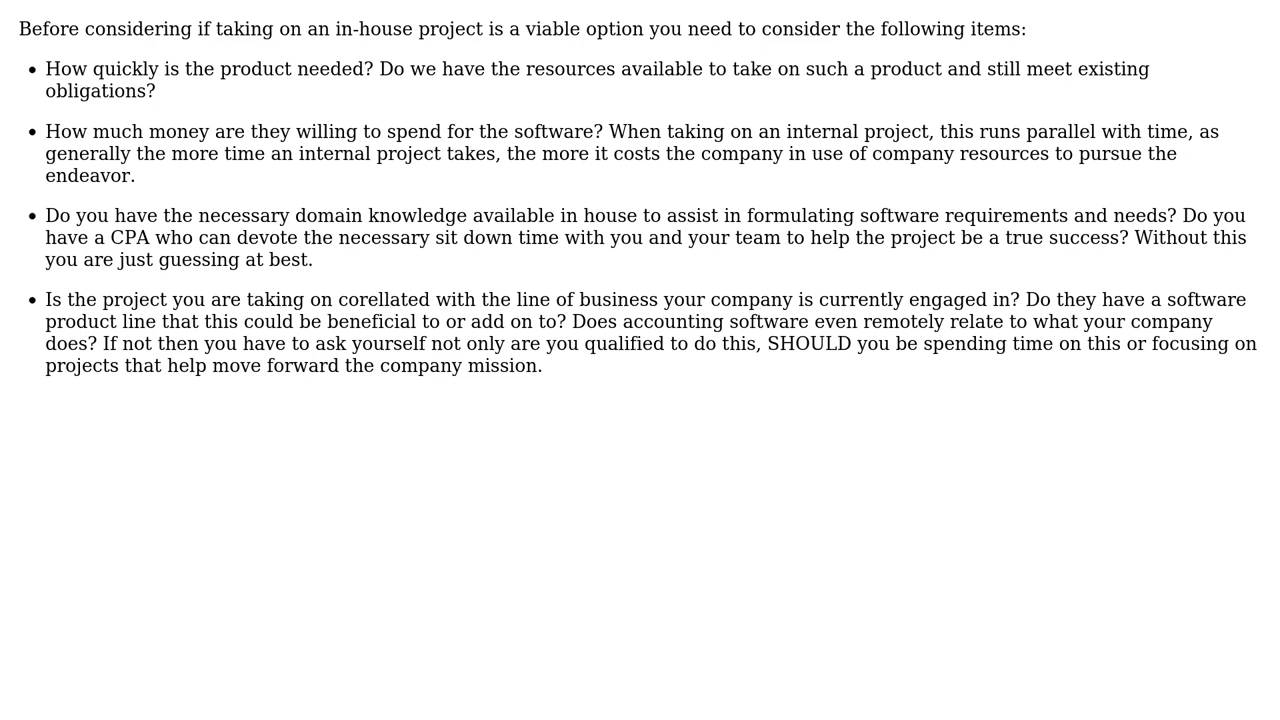 Before considering if taking on an in-house project is a viable option you need to consider the following items:
• How quickly is the product needed? Do we have the resources available to take on such a product and still meet existing
obligations?
• How much money are they willing to spend for the software? When taking on an internal project, this runs parallel with time, as
generally the more time an internal project takes, the more it costs the company in use of company resources to pursue the
endeavor.
• Do you have the necessary domain knowledge available in house to assist in formulating software requirements and needs? Do you
have a CPA who can devote the necessary sit down time with you and your team to help the project be a true success? Without this
you are just guessing at best.
• Is the project you are taking on corellated with the line of business your company is currently engaged in? Do they have a software
product line that this could be beneficial to or add on to? Does accounting software even remotely relate to what your company
does? If not then you have to ask yourself not only are you qualified to do this, SHOULD you be spending time on this or focusing on
projects that help move forward the company mission.